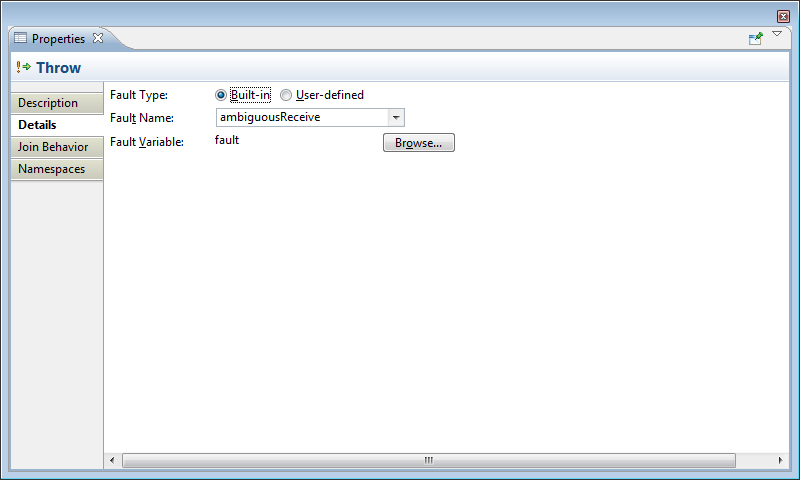 Properties
Throw
Description
Details
Join Behavior
Namespaces
Fault Type: Built-in User-defined
Fault Name: ambiguousReceive
Fault Variable: fault Browse...